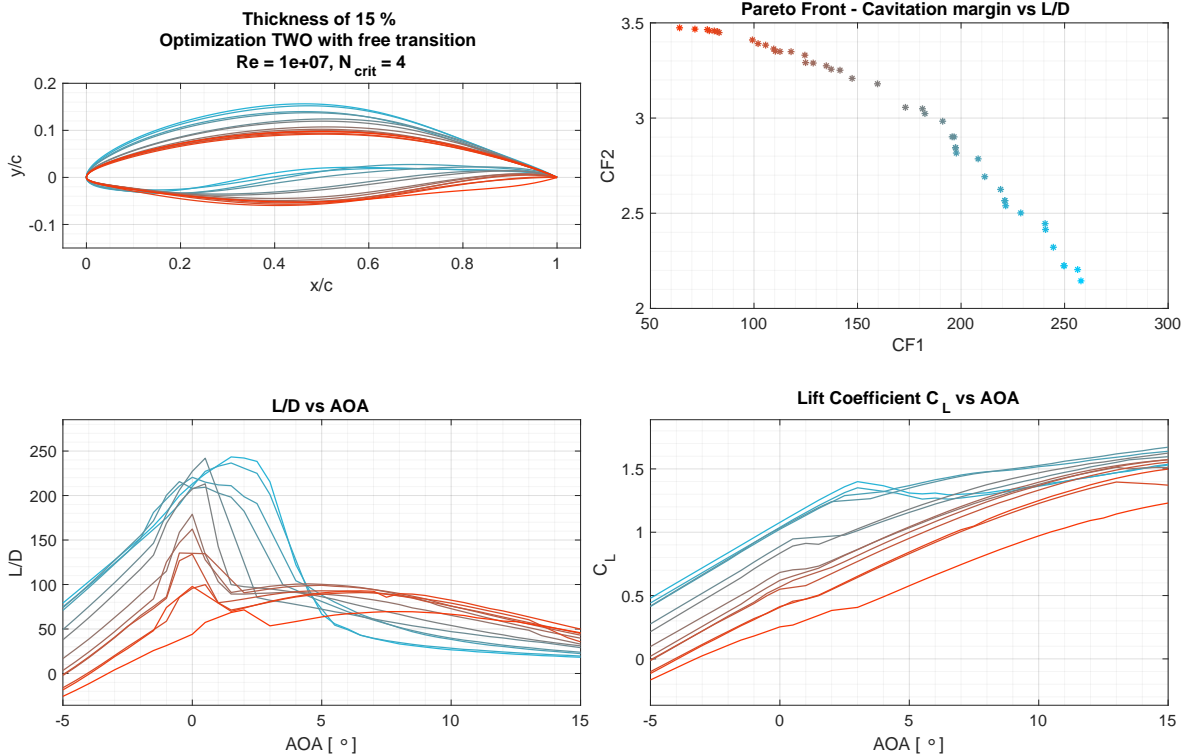 Thickness of 15 %
Optimization TWO with free transition
Re = 1e+07, N_crit = 4
0.2
0.1
0
-0.1
y/c
0
0.2
0.4
0.6
0.8
1
x/c
Pareto Front - Cavitation margin vs L/D
3.5
3
2.5
2
CF2
50
100
150
200
250
300
CF1
L/D vs AOA
250
200
150
100
50
0
L/D
-5
0
5
10
15
AOA [ ° ]
Lift Coefficient C_L vs AOA
1.5
1
0.5
0
C_L
-5
0
5
10
15
AOA [ ° ]